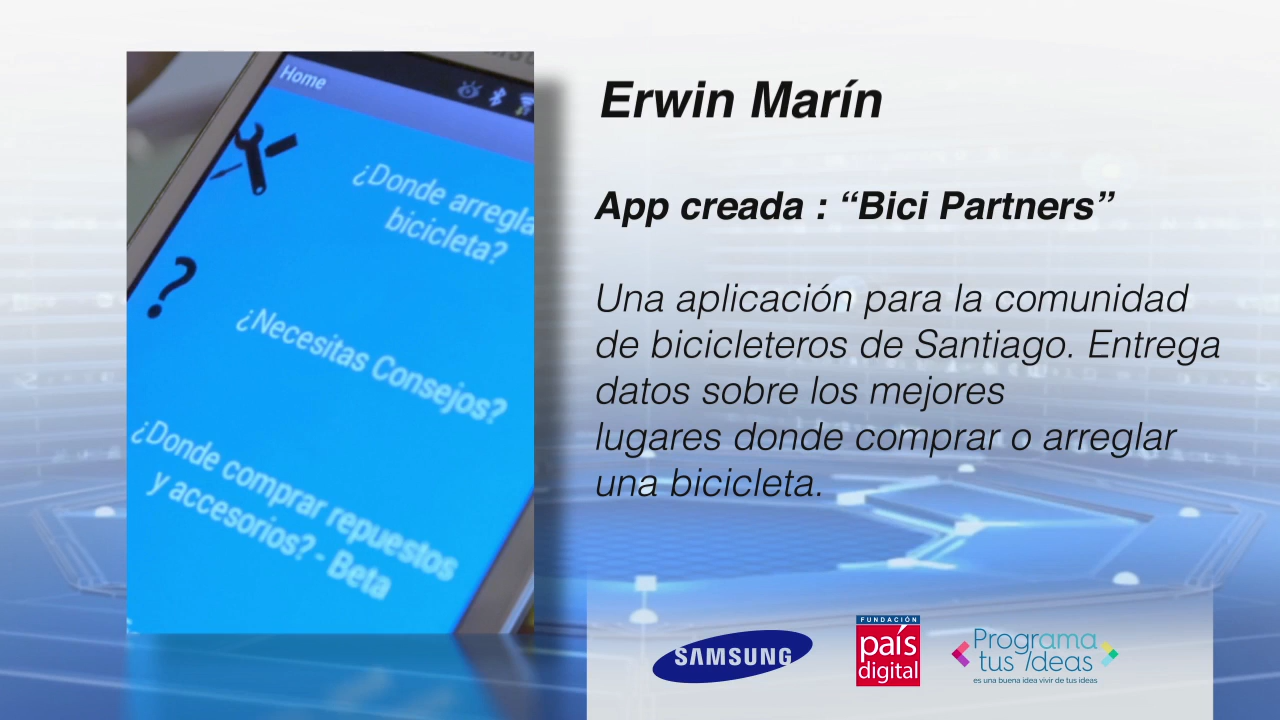 Home
¿Donde arregla
bicicleta?
¿Necesitas Consejos?
¿Donde comprar repuestos
y accesorios? - Beta
Erwin Marín
App creada : “Bici Partners”
Una aplicación para la comunidad
de bicicleteros de Santiago. Entrega
datos sobre los mejores
lugares donde comprar o arreglar
una bicicleta.
SAMSUNG
FUNDACIÓN
país
digital
Programa
tus Ideas
es una buena idea vivir de tus ideas